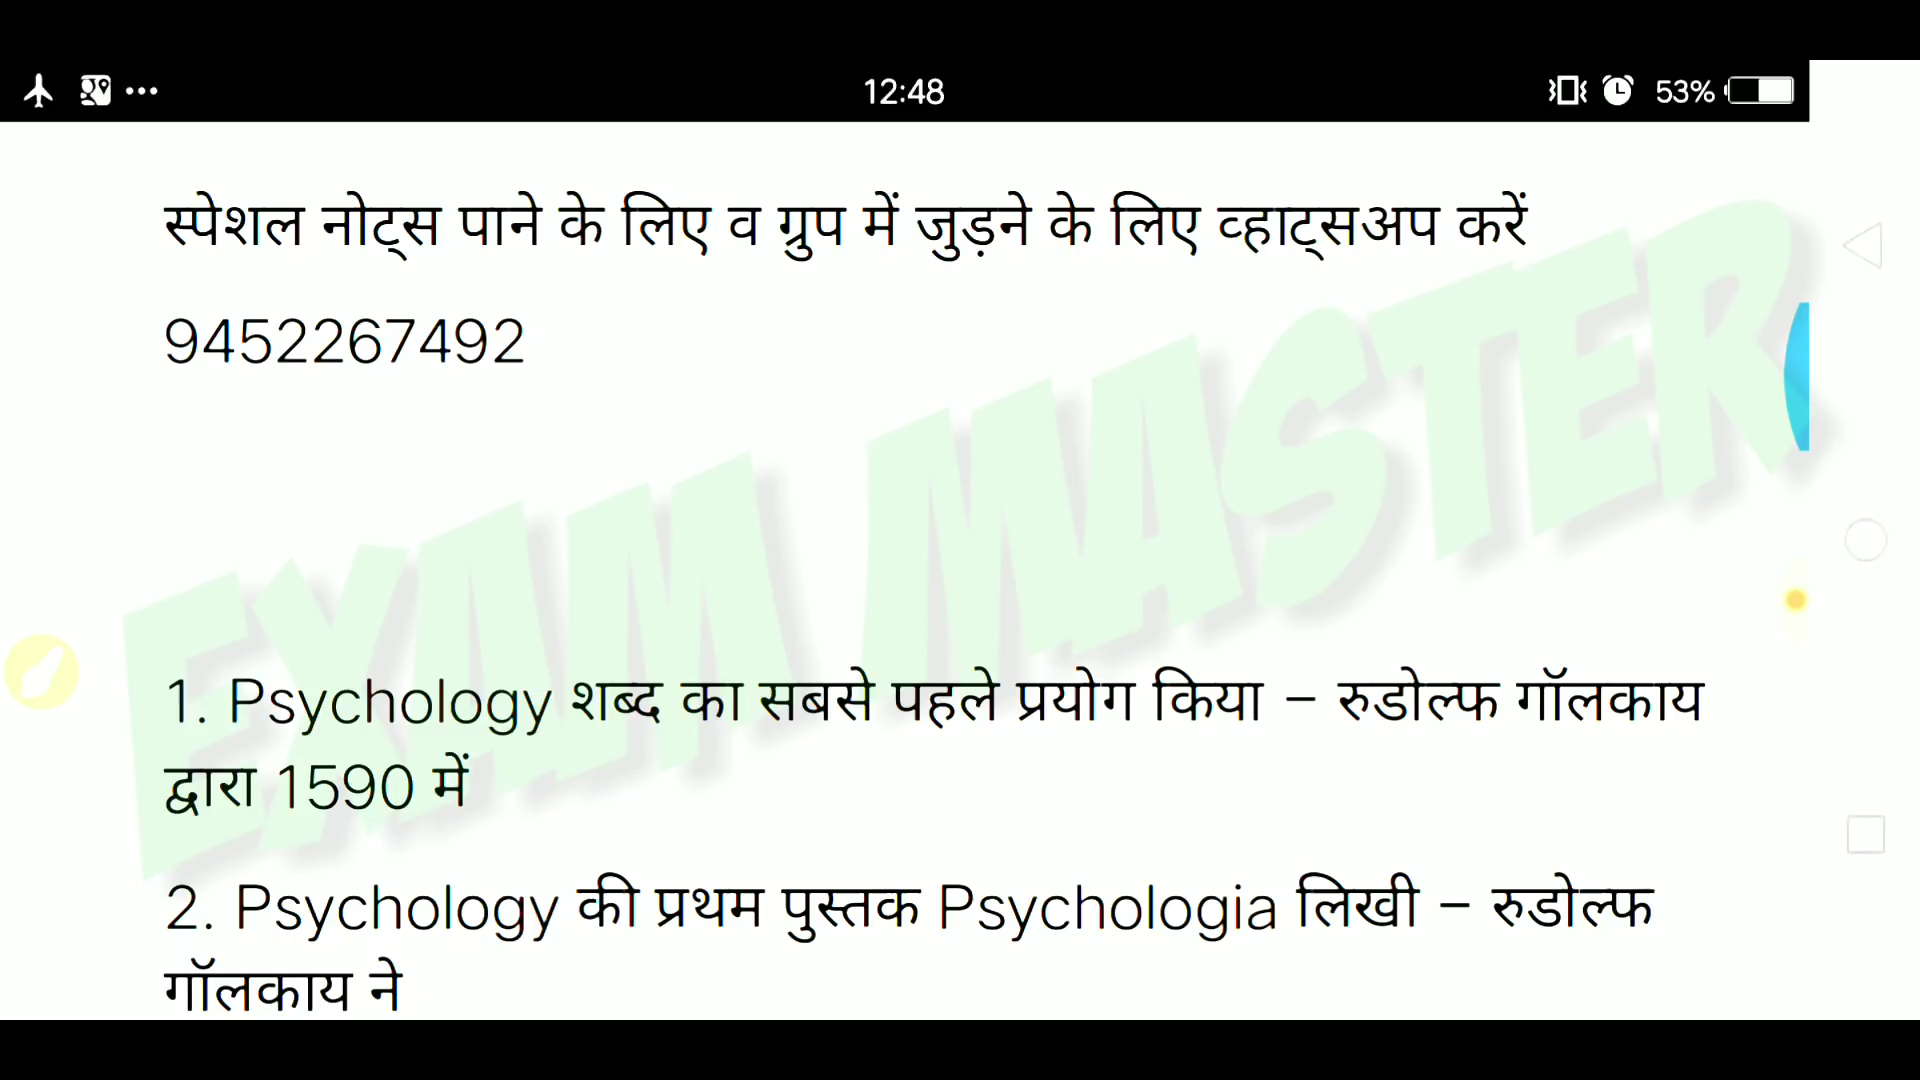 12:48
53%
स्पेशल नोट्स पाने के लिए व ग्रुप में जुड़ने के लिए व्हाट्सअप करें
9452267492
EXAM MASTER
1. Psychology शब्द का सबसे पहले प्रयोग किया – रुडोल्फ गॉलकाय
द्वारा 1590 में
2. Psychology की प्रथम पुस्तक Psychologia लिखी – रुडोल्फ
गॉलकाय ने